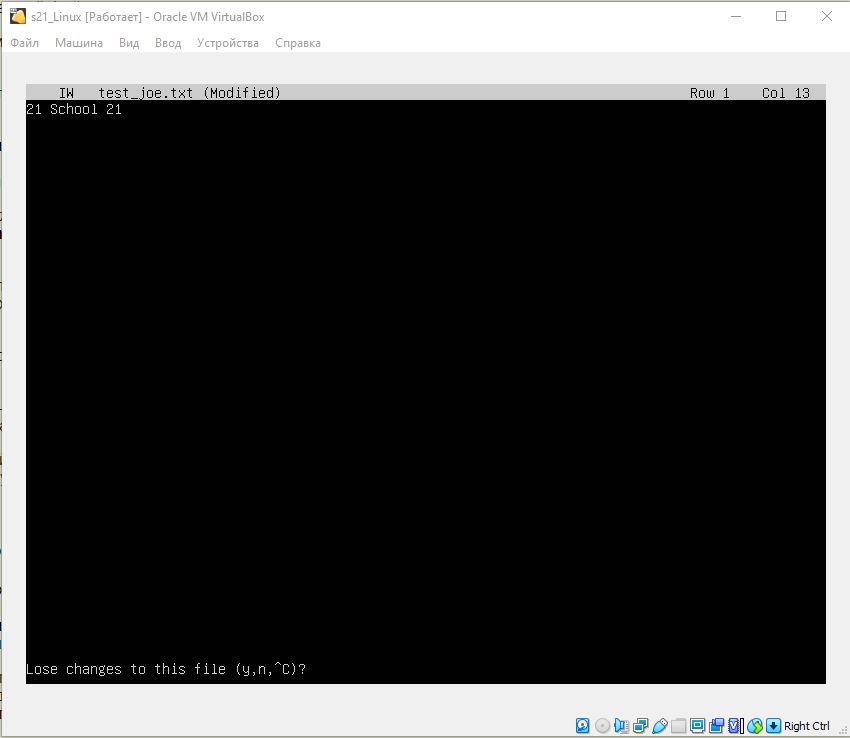 s21_Linux [Работает] - Oracle VM VirtualBox
Файл Машина Вид Ввод Устройства Справка
IW test_joe.txt (Modified) Row 1 Col 13
21 School 21
Lose changes to this file (y,n,^C)?
Right Ctrl